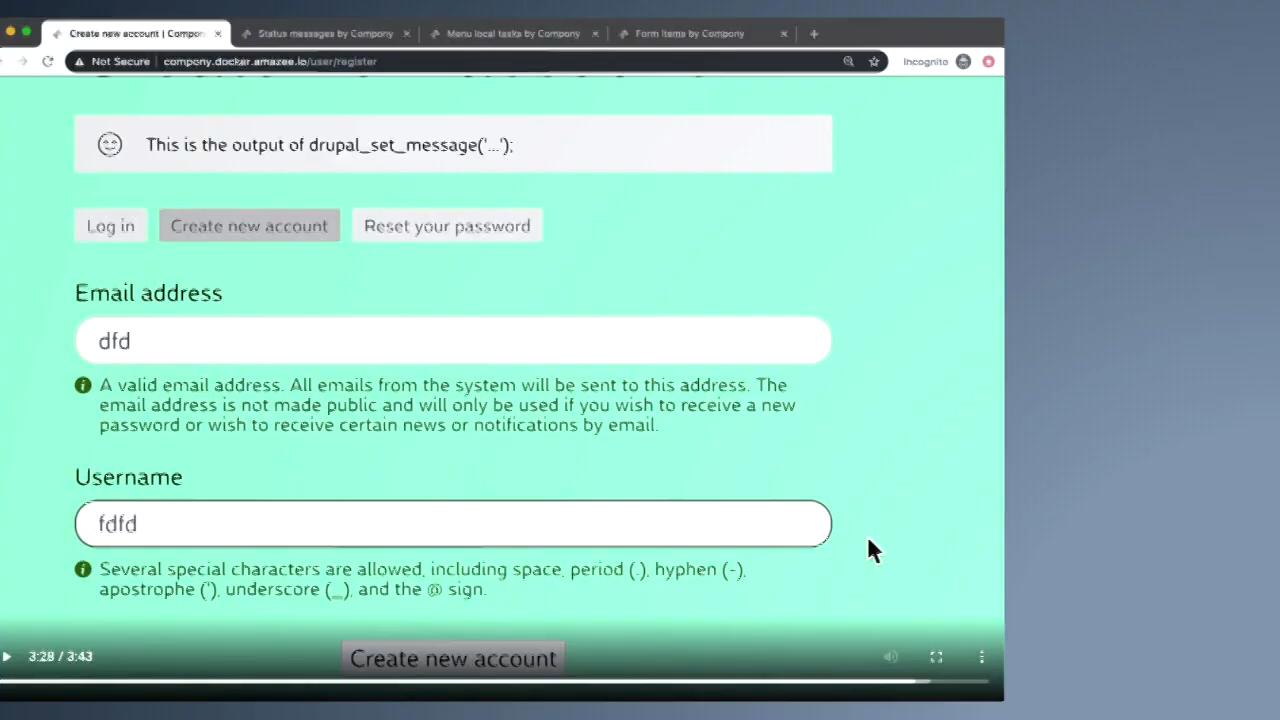 Create new account | Compon
Status messages by Compony
Menu local tasks by Compony
Form items by Compony
Not Secure
compony.docker.amazee.io/user/register
Incognito
This is the output of drupal_set_message('...');
Log in
Create new account
Reset your password
Email address
dfd
A valid email address. All emails from the system will be sent to this address. The
email address is not made public and will only be used if you wish to receive a new
password or wish to receive certain news or notifications by email.
Username
fdfd
Several special characters are allowed, including space, period (.), hyphen (-),
apostrophe ('), underscore (_), and the @ sign.
3:28 / 3:43
Create new account